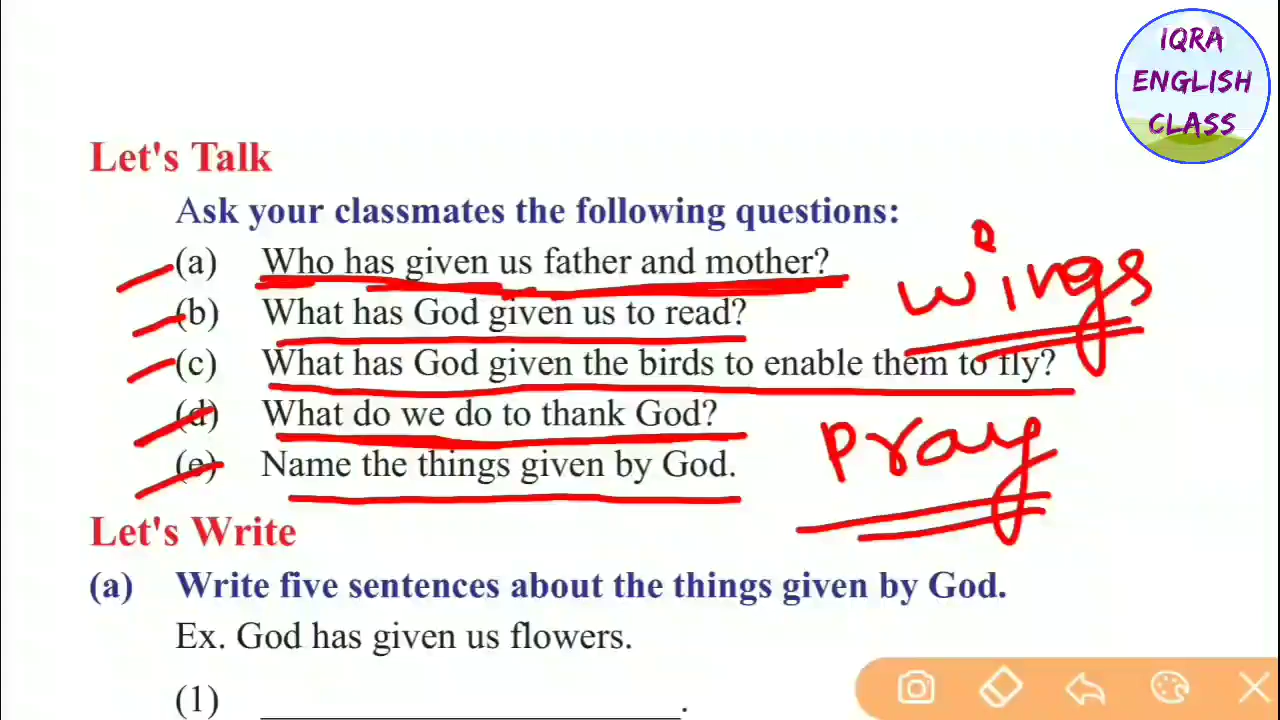 IQRA
ENGLISH
CLASS
Let's Talk
Ask your classmates the following questions:
(a) Who has given us father and mother?
wings
(b) What has God given us to read?
(c) What has God given the birds to enable them to fly?
(d) What do we do to thank God?
pray
(e) Name the things given by God.
Let's Write
(a) Write five sentences about the things given by God.
Ex. God has given us flowers.
(1) ____________________.